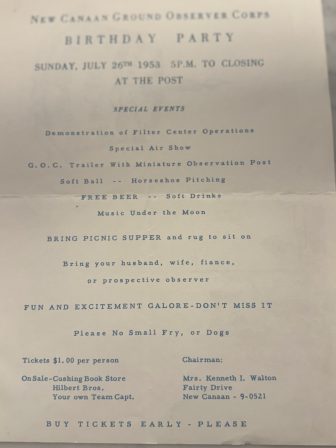 NEW CANAAN GROUND OBSERVER CORPS
BIRTHDAY PARTY
SUNDAY, JULY 26TH 1953 5P.M. TO CLOSING
AT THE POST
SPECIAL EVENTS
Demonstration of Filter Center Operations
Special Air Show
G.O.C. Trailer With Miniature Observation Post
Soft Ball -- Horseshoe Pitching
FREE BEER -- Soft Drinks
Music Under the Moon
BRING PICNIC SUPPER and rug to sit on
Bring your husband, wife, fiance,
or prospective observer
FUN AND EXCITEMENT GALORE-DON'T MISS IT
Please No Small Fry, or Dogs
Tickets $1.00 per person
Chairman;
On Sale-Cushing Book Store
Hilbert Bros.
Your own Team Capt.
Mrs. Kenneth J. Walton
Fairty Drive
New Canaan - 9-0521
BUY TICKETS EARLY - PLEASE